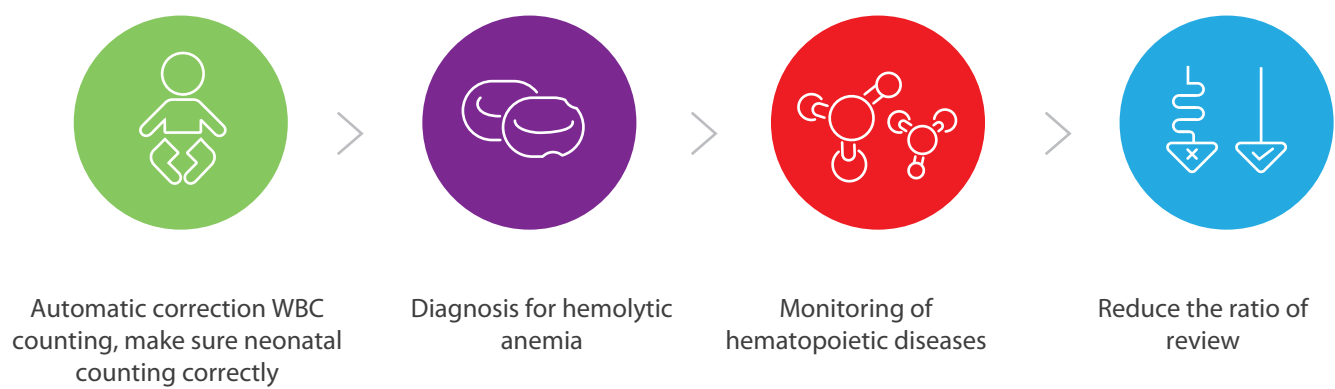 Automatic correction WBC
counting, make sure neonatal
counting correctly
Diagnosis for hemolytic
anemia
Monitoring of
hematopoietic diseases
Reduce the ratio of
review